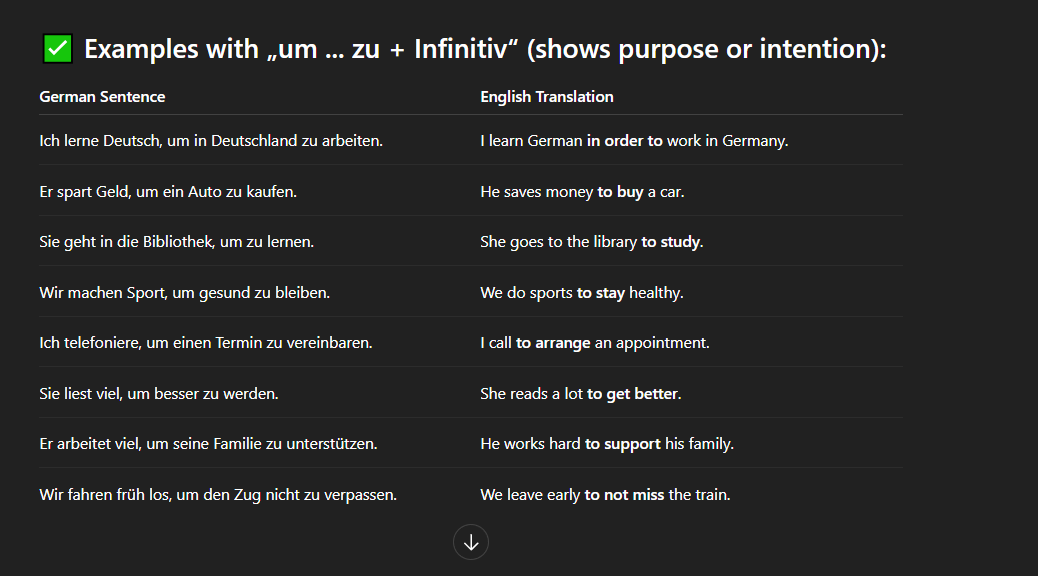 ✅ Examples with „um ... zu + Infinitiv“ (shows purpose or intention):
German Sentence English Translation
Ich lerne Deutsch, um in Deutschland zu arbeiten. I learn German in order to work in Germany.
Er spart Geld, um ein Auto zu kaufen. He saves money to buy a car.
Sie geht in die Bibliothek, um zu lernen. She goes to the library to study.
Wir machen Sport, um gesund zu bleiben. We do sports to stay healthy.
Ich telefoniere, um einen Termin zu vereinbaren. I call to arrange an appointment.
Sie liest viel, um besser zu werden. She reads a lot to get better.
Er arbeitet viel, um seine Familie zu unterstützen. He works hard to support his family.
Wir fahren früh los, um den Zug nicht zu verpassen. We leave early to not miss the train.